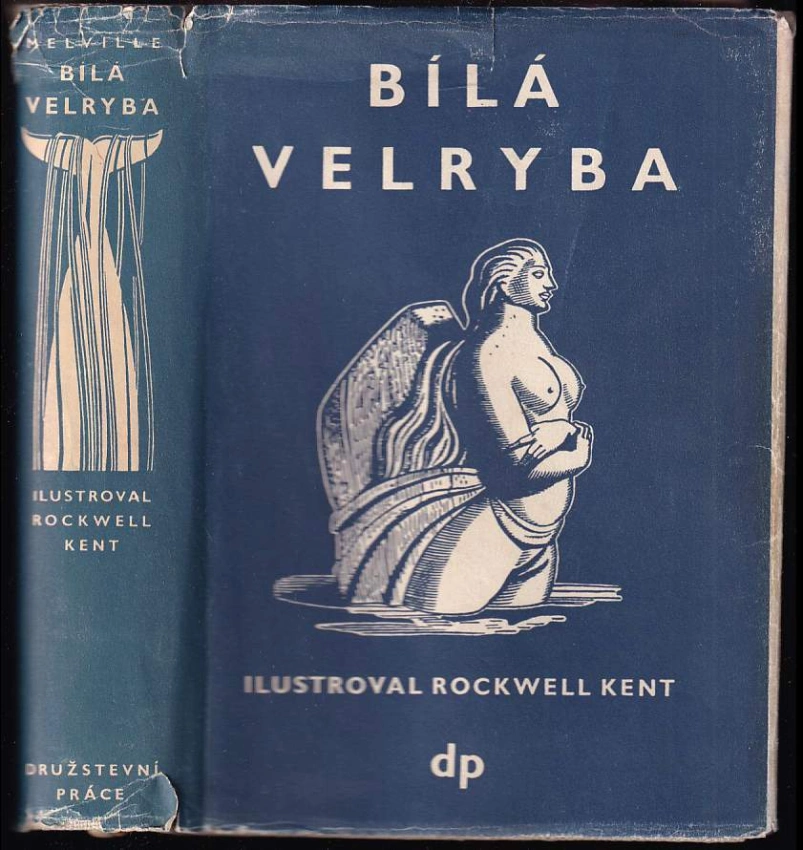 MELVILLE
BÍLÁ
VELRYBA
ILUSTROVAL
ROCKWELL
KENT
DRUŽSTEVNÍ
PRÁCE
BÍLÁ
VELRYBA
ILUSTROVAL ROCKWELL KENT
dp